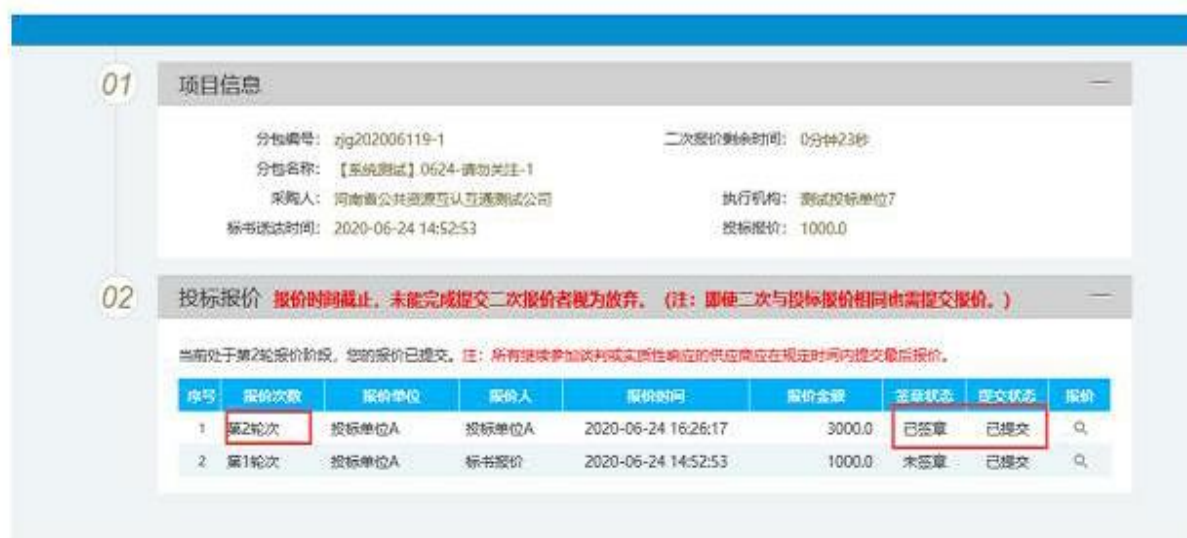 01 项目信息
分包编号： zjg202006119-1 二次报价剩余时间： 0分钟23秒
分包名称： 【系统测试】0624-请勿关注-1
采购人： 河南省公共资源互认互通测试公司 执行机构： 测试投标单位7
标书送达时间： 2020-06-24 14:52:53 投标报价： 1000.0
02 投标报价 报价时间截止，未能完成提交二次报价者视为放弃。（注：即使二次与投标报价相同也需提交报价。）
当前处于第2轮报价阶段，您的报价已提交。注：所有继续参加谈判或实质性响应的供应商应在规定时间内提交最后报价。
序号 报价次数 报价单位 报价人 报价时间 报价金额 签章状态 提交状态 报价
1 第2轮次 投标单位A 投标单位A 2020-06-24 16:26:17 3000.0 已签章 已提交
2 第1轮次 投标单位A 标书报价 2020-06-24 14:52:53 1000.0 未签章 已提交